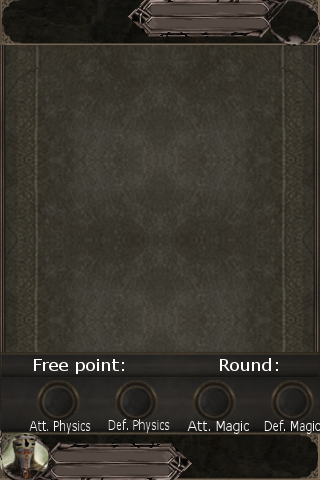 Free point: Round:
Att. Physics Def. Physics Att. Magic Def. Magic